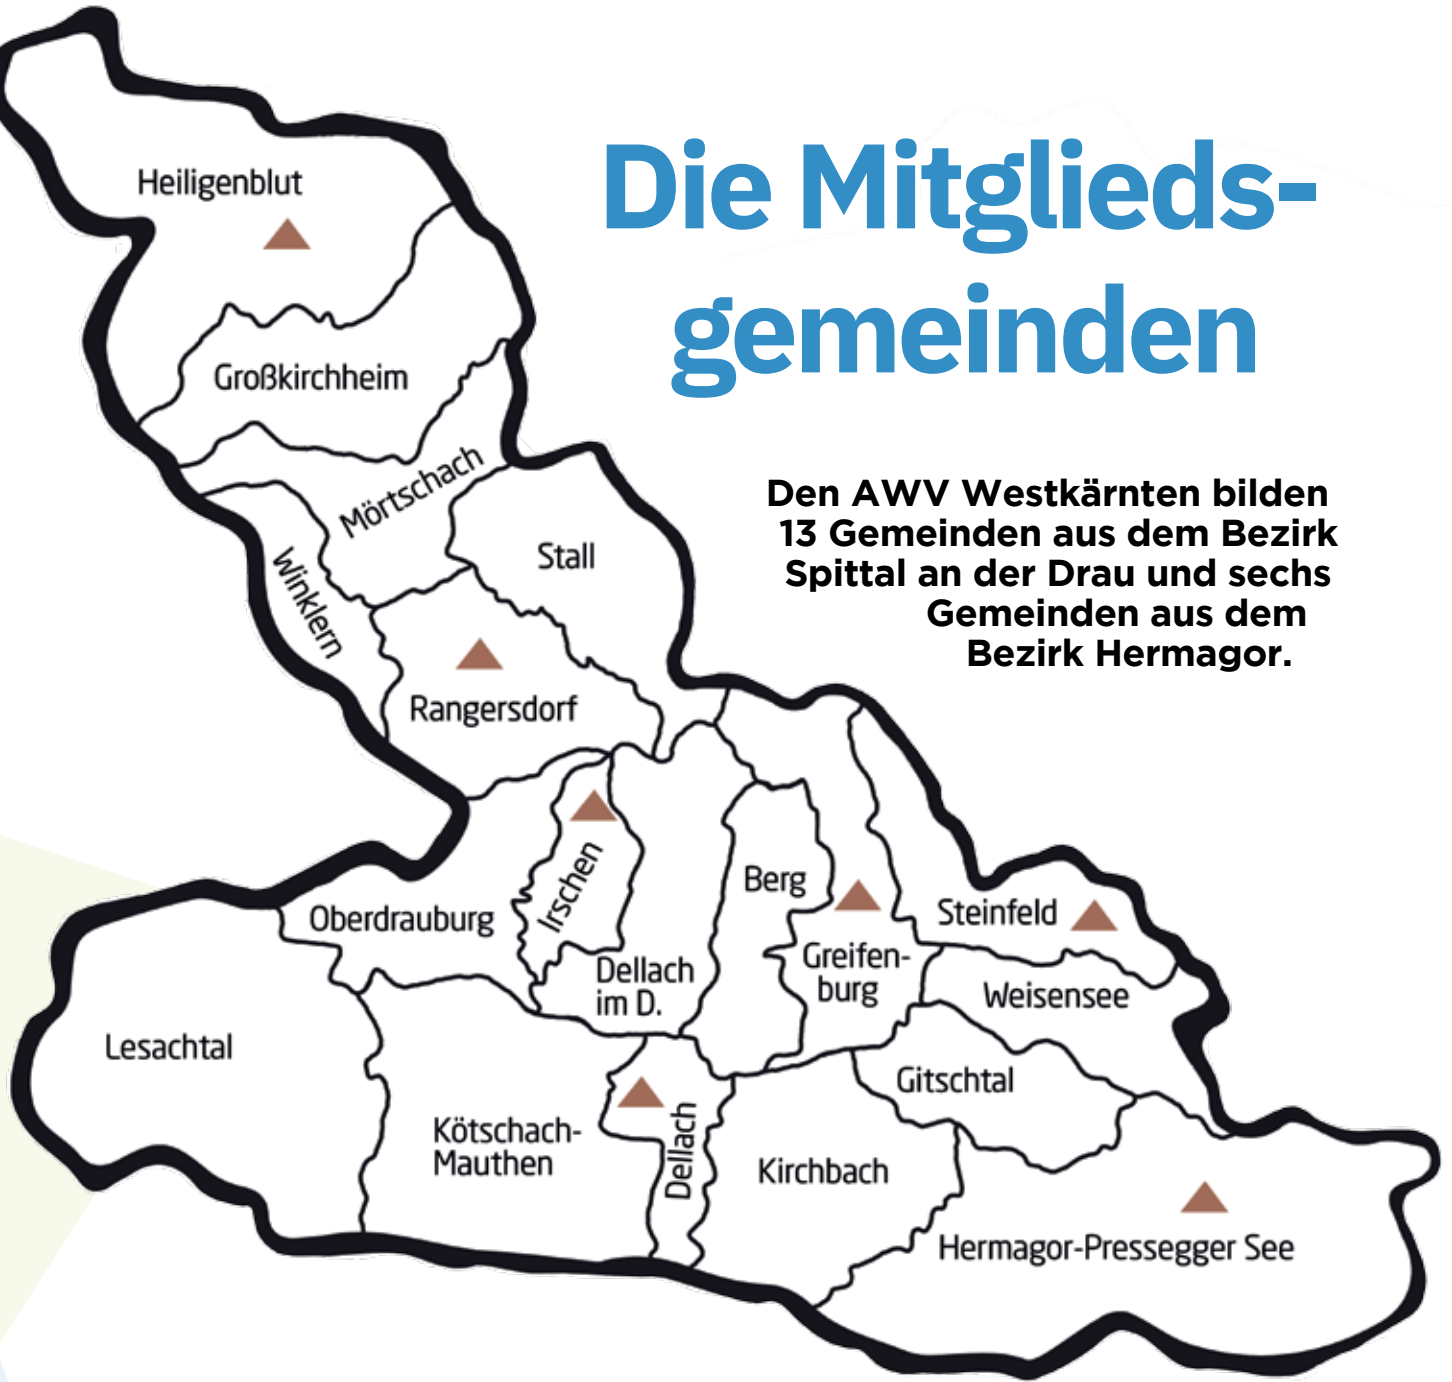 Die Mitglieds-
gemeinden
Den AWV Westkärnten bilden
13 Gemeinden aus dem Bezirk
Spittal an der Drau und sechs
Gemeinden aus dem
Bezirk Hermagor.
Heiligenblut
Großkirchheim
Mörtschach
Stall
Winklern
Rangersdorf
Irschen
Oberdrauburg
Dellach
im D.
Berg
Greifen-
burg
Steinfeld
Weisensee
Lesachtal
Kötschach-
Mauthen
Dellach
Kirchbach
Gitschtal
Hermagor-Pressegger See